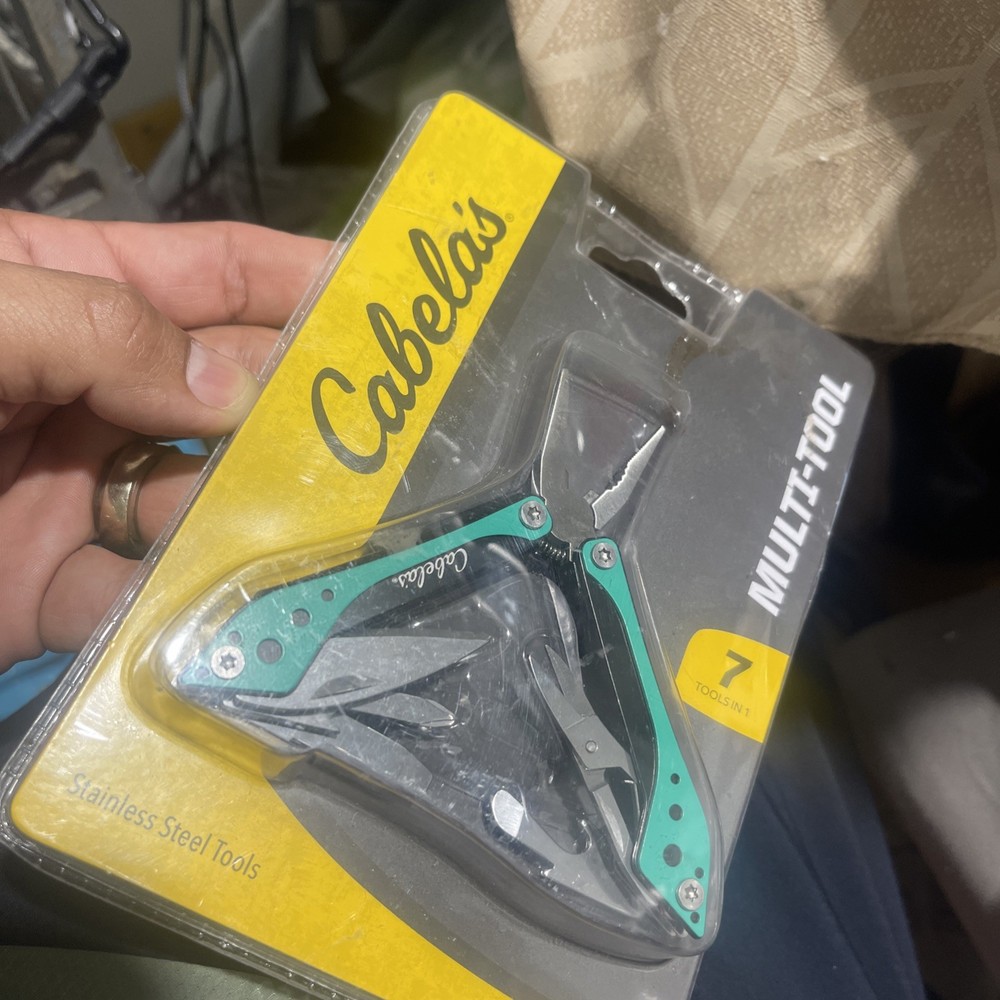 Cabela's®
Cabela's
MULTI-TOOL
7
TOOLS IN 1
Stainless Steel Tools